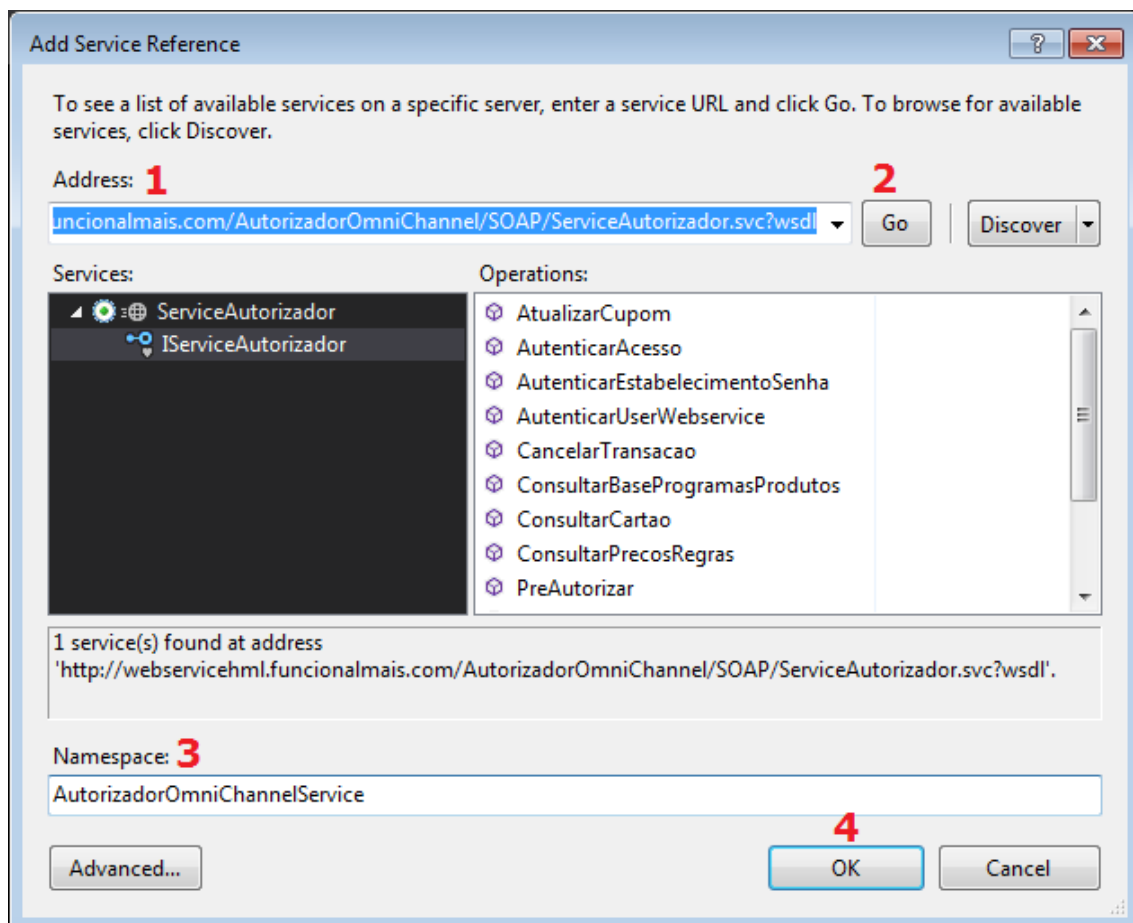 Add Service Reference
To see a list of available services on a specific server, enter a service URL and click Go. To browse for available
services, click Discover.
Address: 1
2
uncionalmais.com/AutorizadorOmniChannel/SOAP/ServiceAutorizador.svc?wsdl
Go
Discover
Services:
Operations:
ServiceAutorizador
IServiceAutorizador
AtualizarCupom
AutenticarAcesso
AutenticarEstabelecimentoSenha
AutenticarUserWebservice
CancelarTransacao
ConsultarBaseProgramasProdutos
ConsultarCartao
ConsultarPrecosRegras
PreAutorizar
1 service(s) found at address
'http://webservicehml.funcionalmais.com/AutorizadorOmniChannel/SOAP/ServiceAutorizador.svc?wsdl'.
Namespace: 3
AutorizadorOmniChannelService
4
Advanced...
OK
Cancel